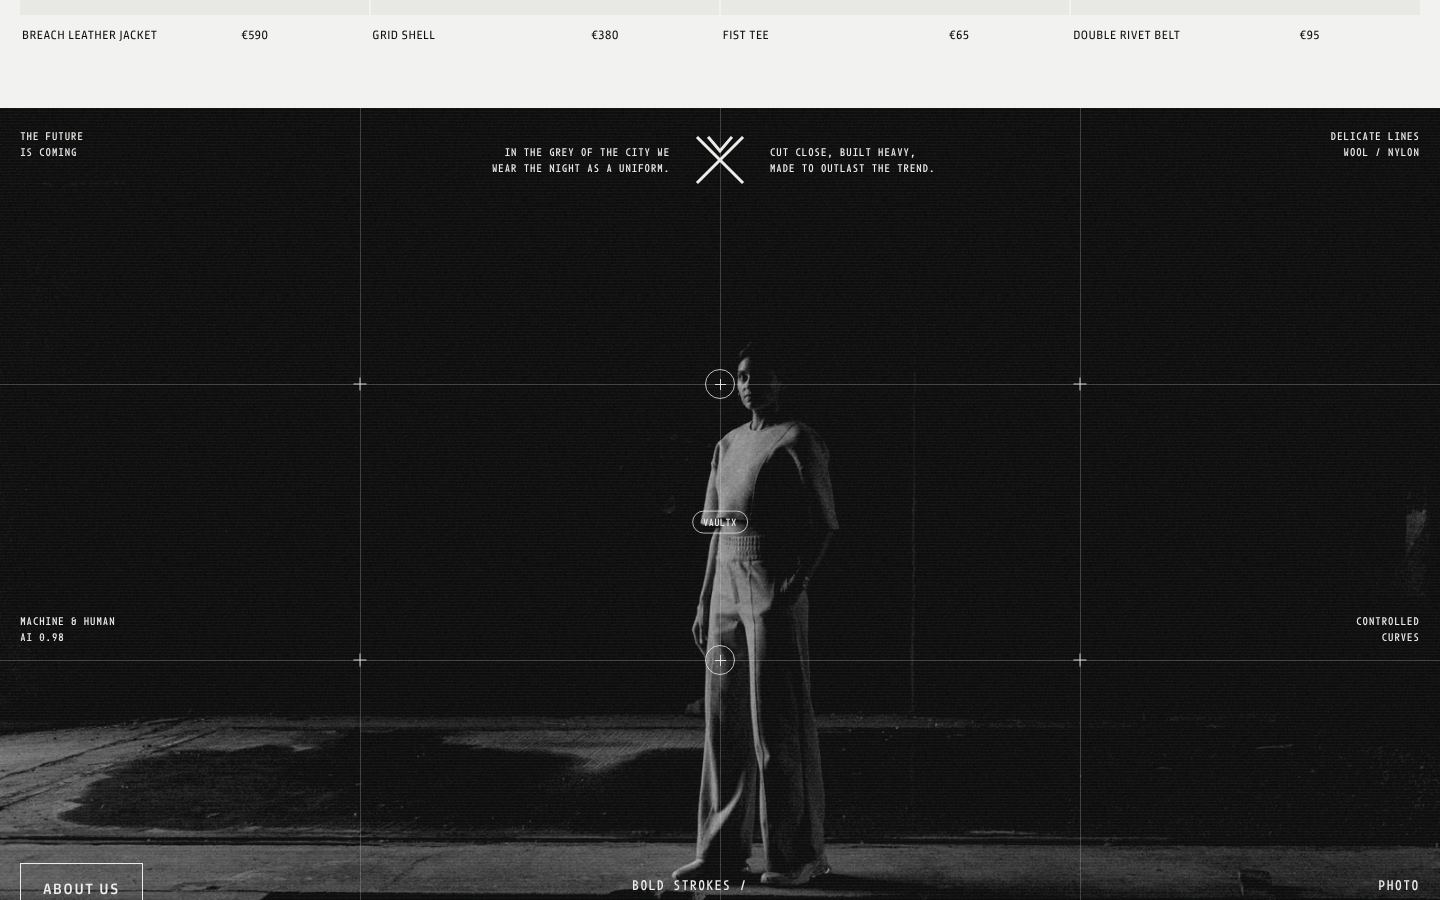 BREACH LEATHER JACKET €590
GRID SHELL €380
FIST TEE €65
DOUBLE RIVET BELT €95
THE FUTURE
IS COMING
IN THE GREY OF THE CITY WE
WEAR THE NIGHT AS A UNIFORM.
CUT CLOSE, BUILT HEAVY,
MADE TO OUTLAST THE TREND.
DELICATE LINES
WOOL / NYLON
VAULTX
MACHINE & HUMAN
AI 0.98
CONTROLLED
CURVES
ABOUT US
BOLD STROKES /
PHOTO